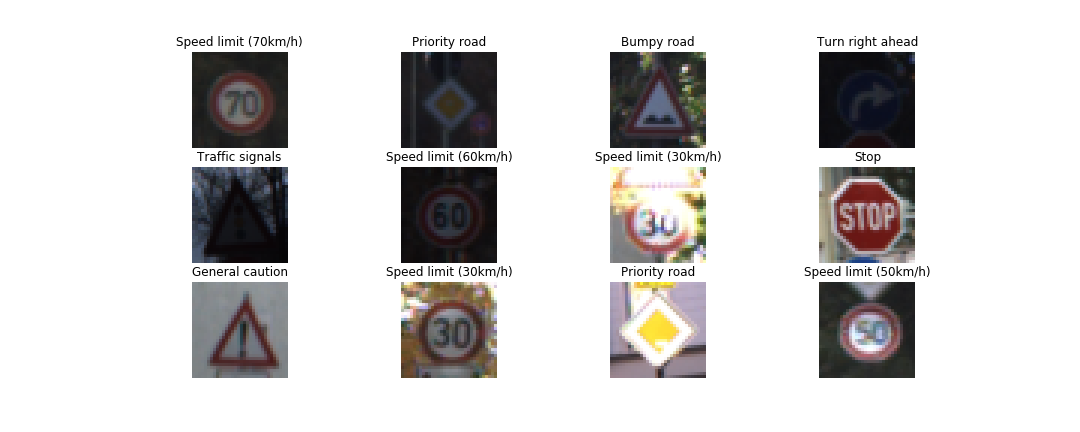 Speed limit (70km/h) Priority road Bumpy road Turn right ahead
70
Traffic signals Speed limit (60km/h) Speed limit (30km/h) Stop
60 30 STOP
General caution Speed limit (30km/h) Priority road Speed limit (50km/h)
30 50